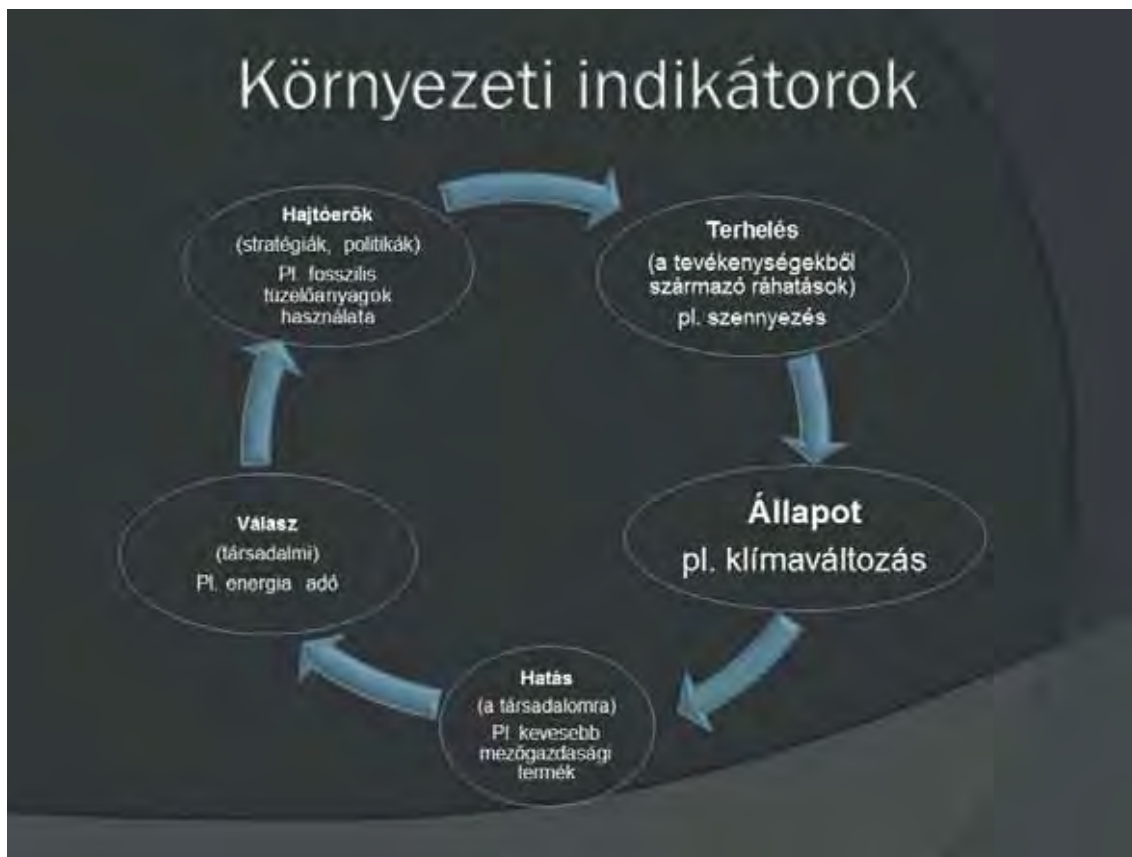 Környezeti indikátorok
Hajtóerők
(stratégiák, politikák)
Pl. fosszilis
tüzelőanyagok
használata
Terhelés
(a tevékenységekből
származó ráhatások)
pl. szennyezés
Állapot
pl. klímaváltozás
Hatás
(a társadalomra)
Pl kevesebb
mezőgazdasági
termék
Válasz
(társadalmi)
Pl. energia adó